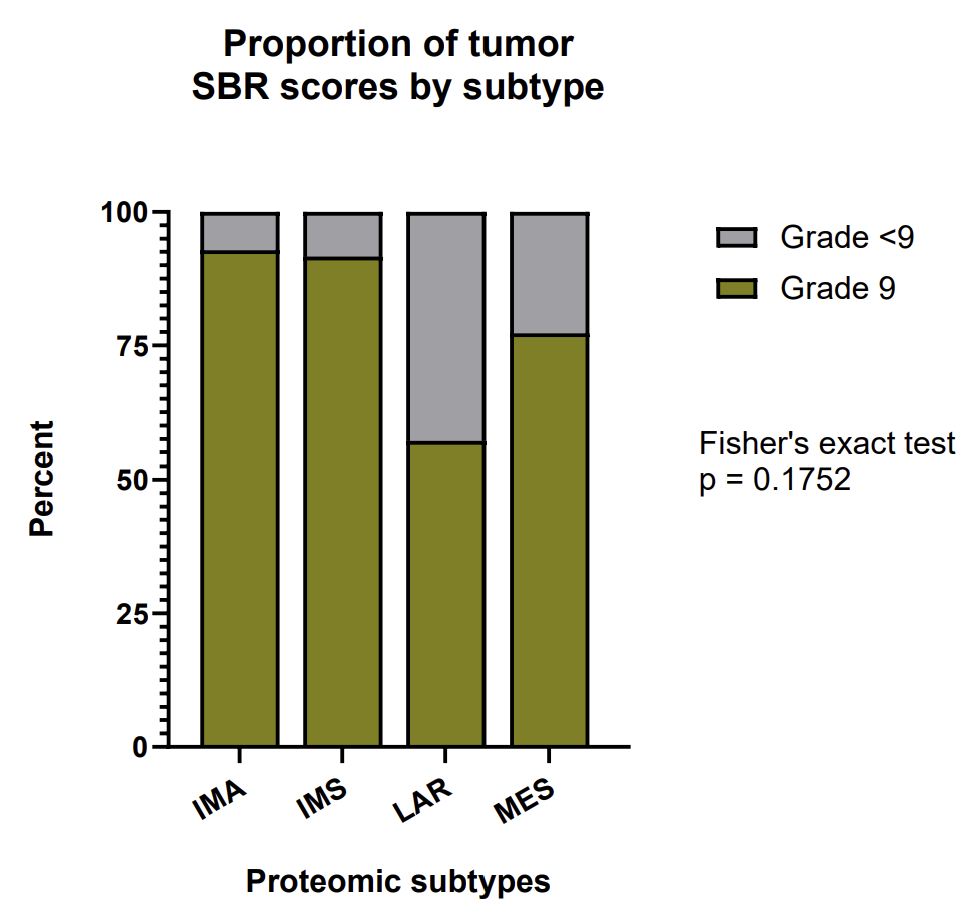 Proportion of tumor
SBR scores by subtype
100
75
50
25
0
Percent
IMA
IMS
LAR
MES
Proteomic subtypes
Grade <9
Grade 9
Fisher's exact test
p = 0.1752